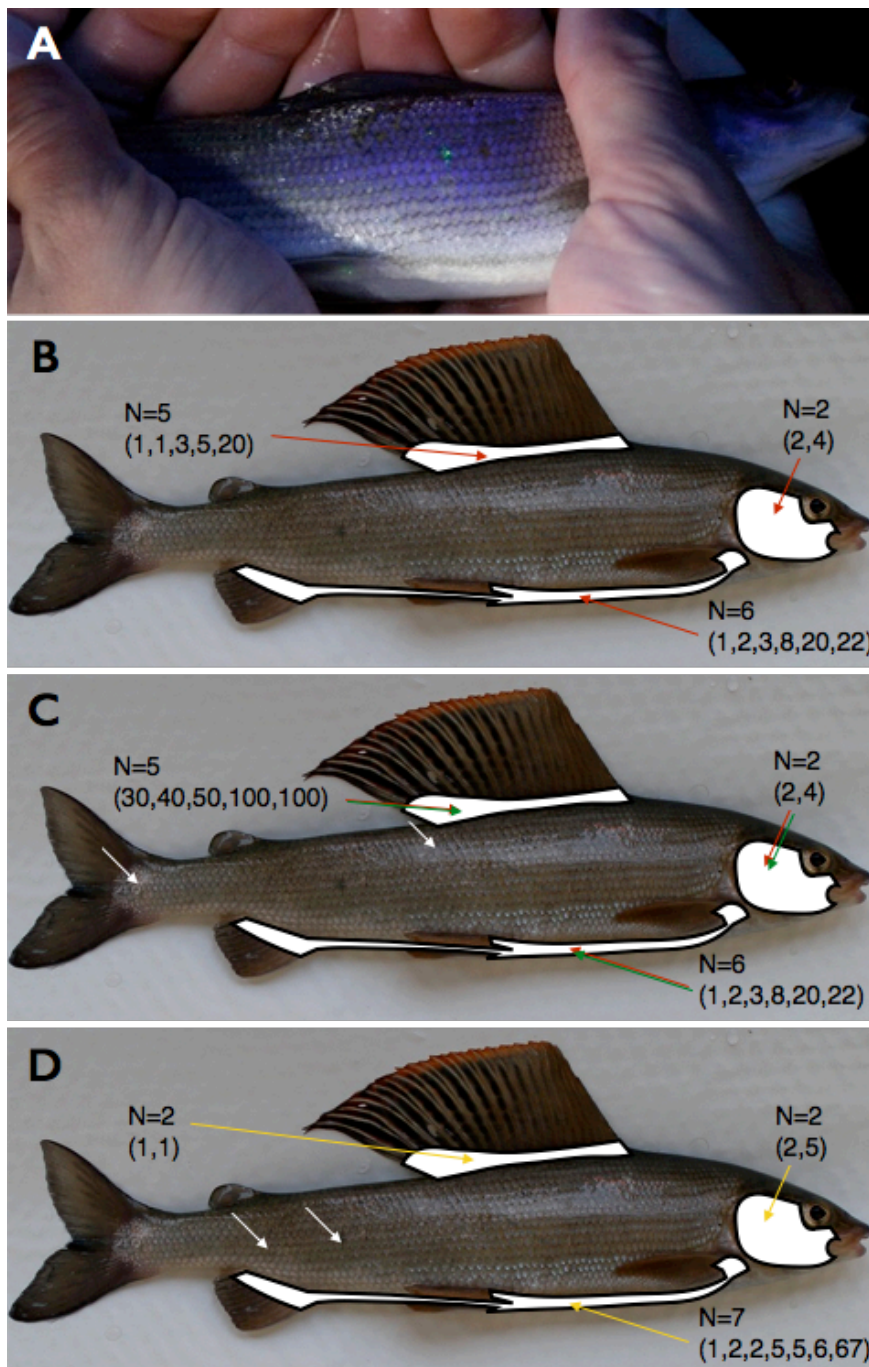 A
B
N=5
(1,1,3,5,20)
N=2
(2,4)
N=6
(1,2,3,8,20,22)
C
N=5
(30,40,50,100,100)
N=2
(2,4)
N=6
(1,2,3,8,20,22)
D
N=2
(1,1)
N=2
(2,5)
N=7
(1,2,2,5,5,6,67)